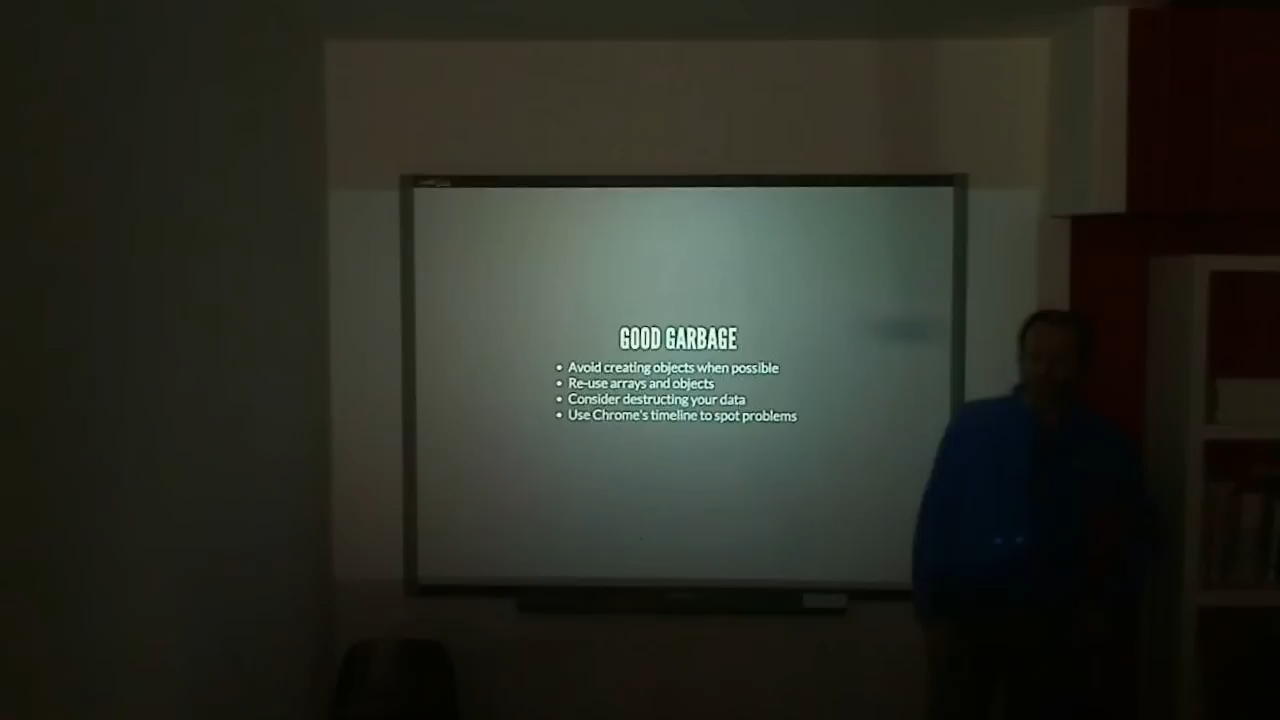 GOOD GARBAGE
• Avoid creating objects when possible
• Re-use arrays and objects
• Consider destructing your data
• Use Chrome's timeline to spot problems